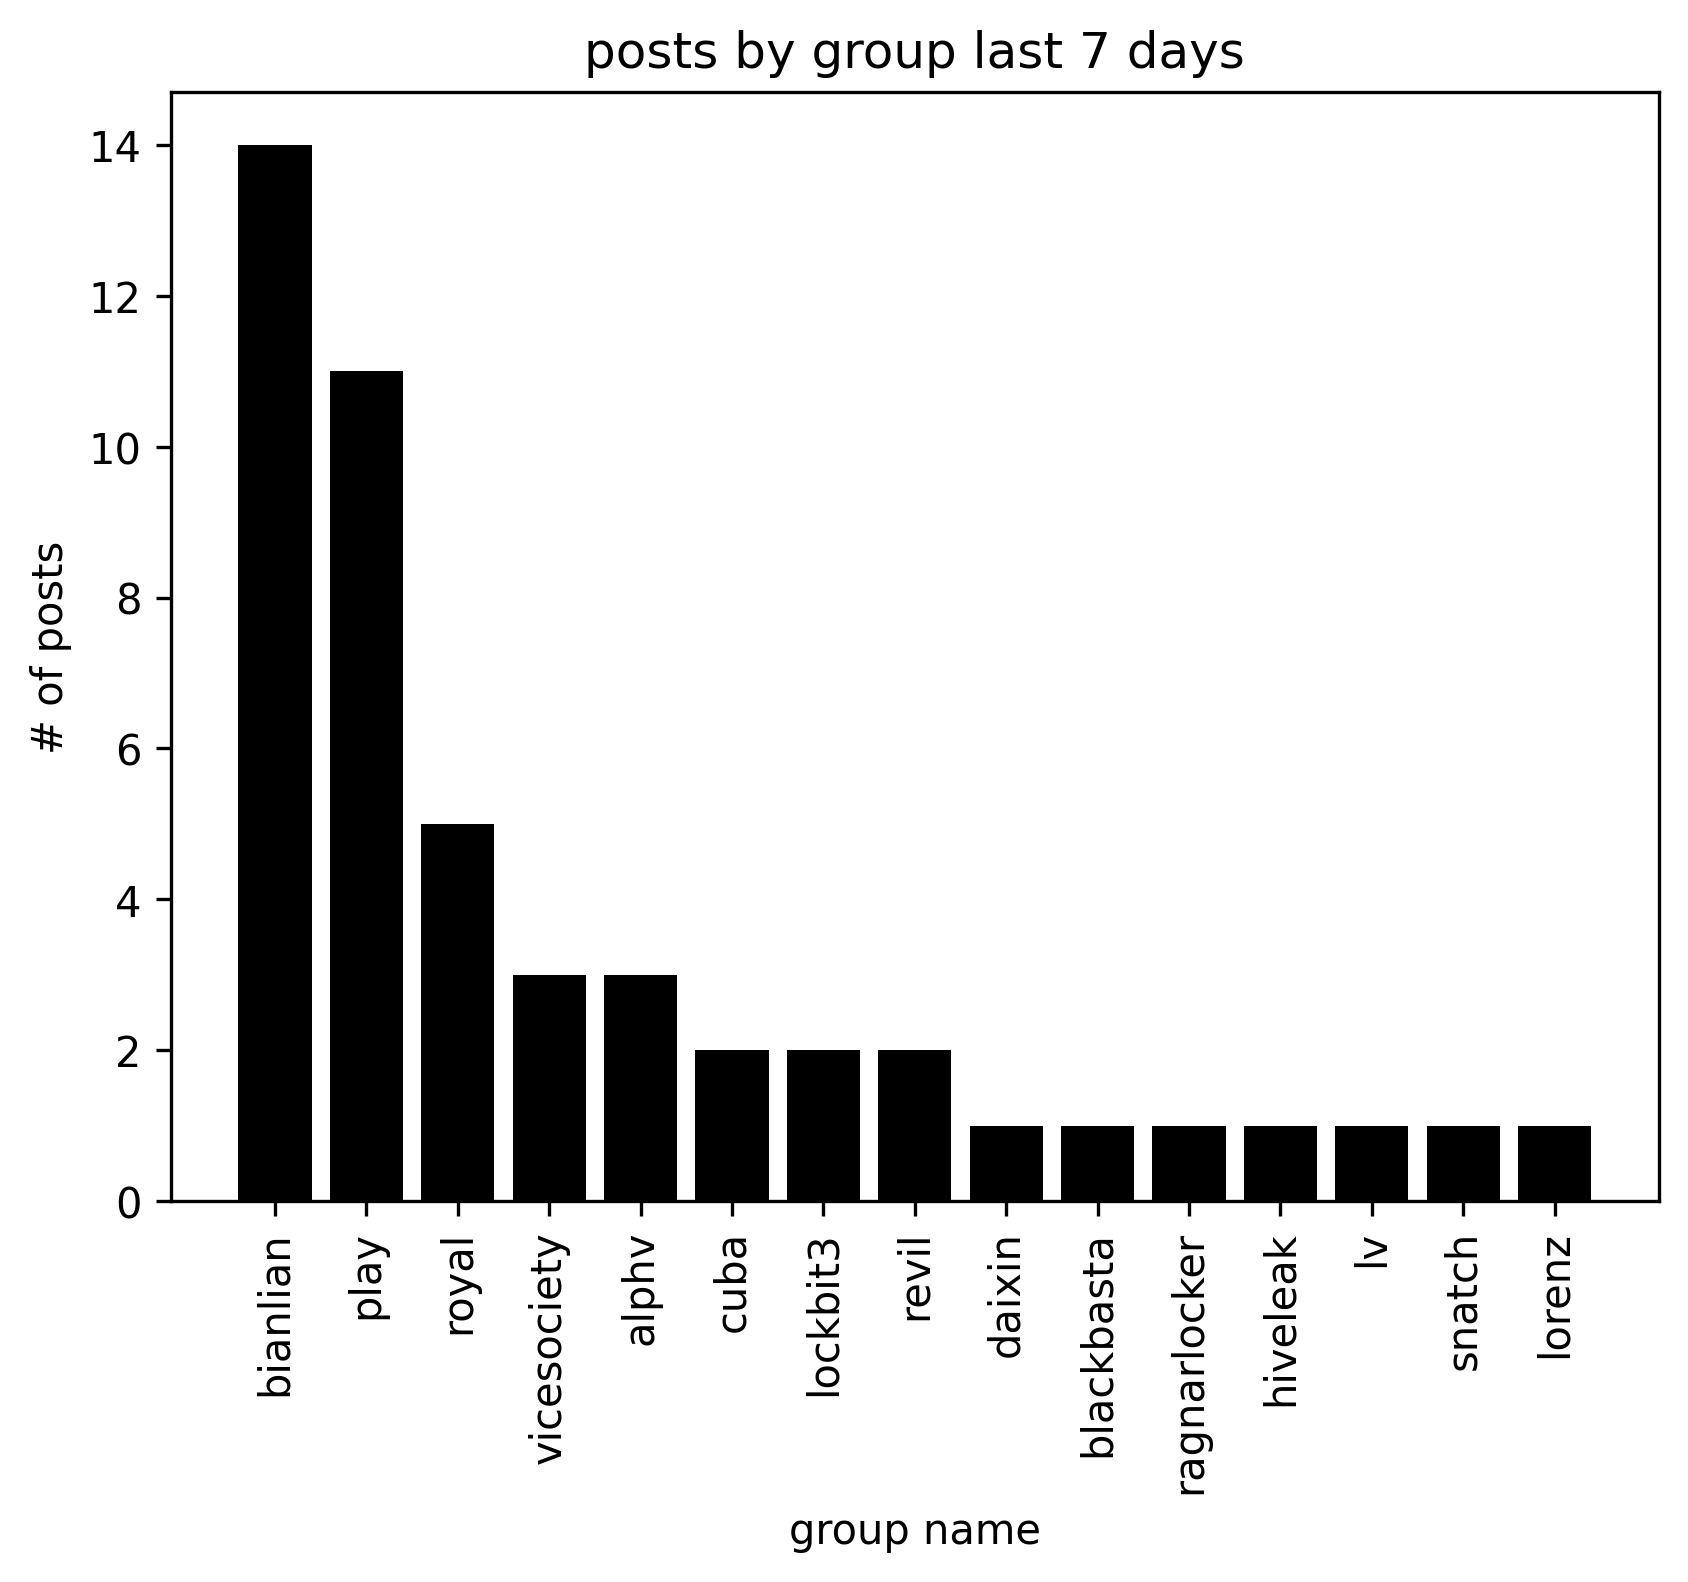 posts by group last 7 days
# of posts
14
12
10
8
6
4
2
0
bianlian
play
royal
vicesociety
alphv
cuba
lockbit3
revil
daixin
blackbasta
ragnarlocker
hiveleak
lv
snatch
lorenz
group name